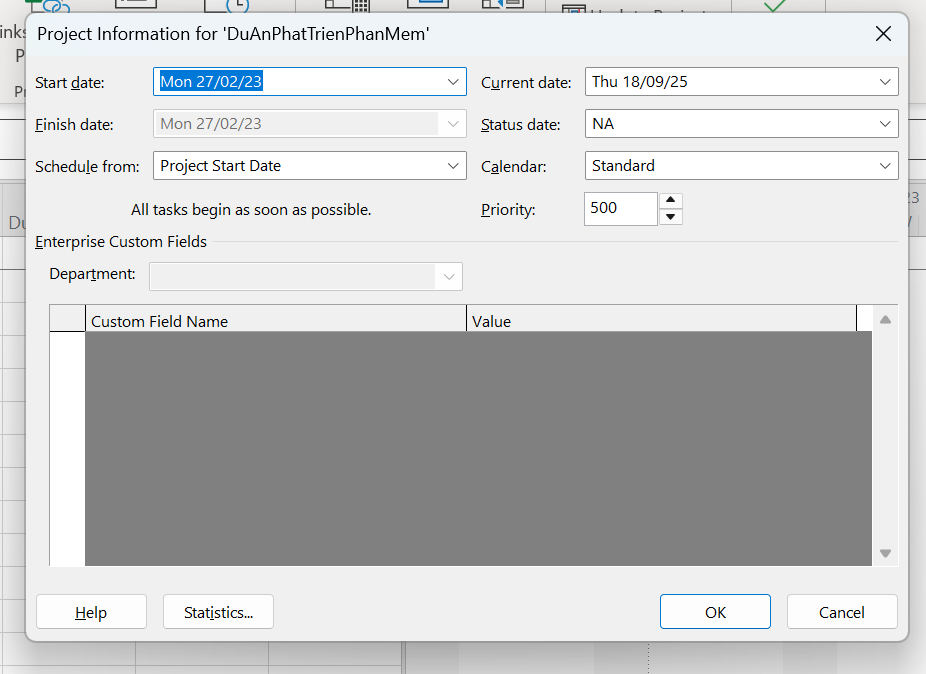 Project Information for 'DuAnPhatTrienPhanMem'
Start date: Mon 27/02/23 Current date: Thu 18/09/25
Finish date: Mon 27/02/23 Status date: NA
Schedule from: Project Start Date Calendar: Standard
All tasks begin as soon as possible. Priority: 500
Enterprise Custom Fields
Department:
Custom Field Name Value
Help Statistics... OK Cancel